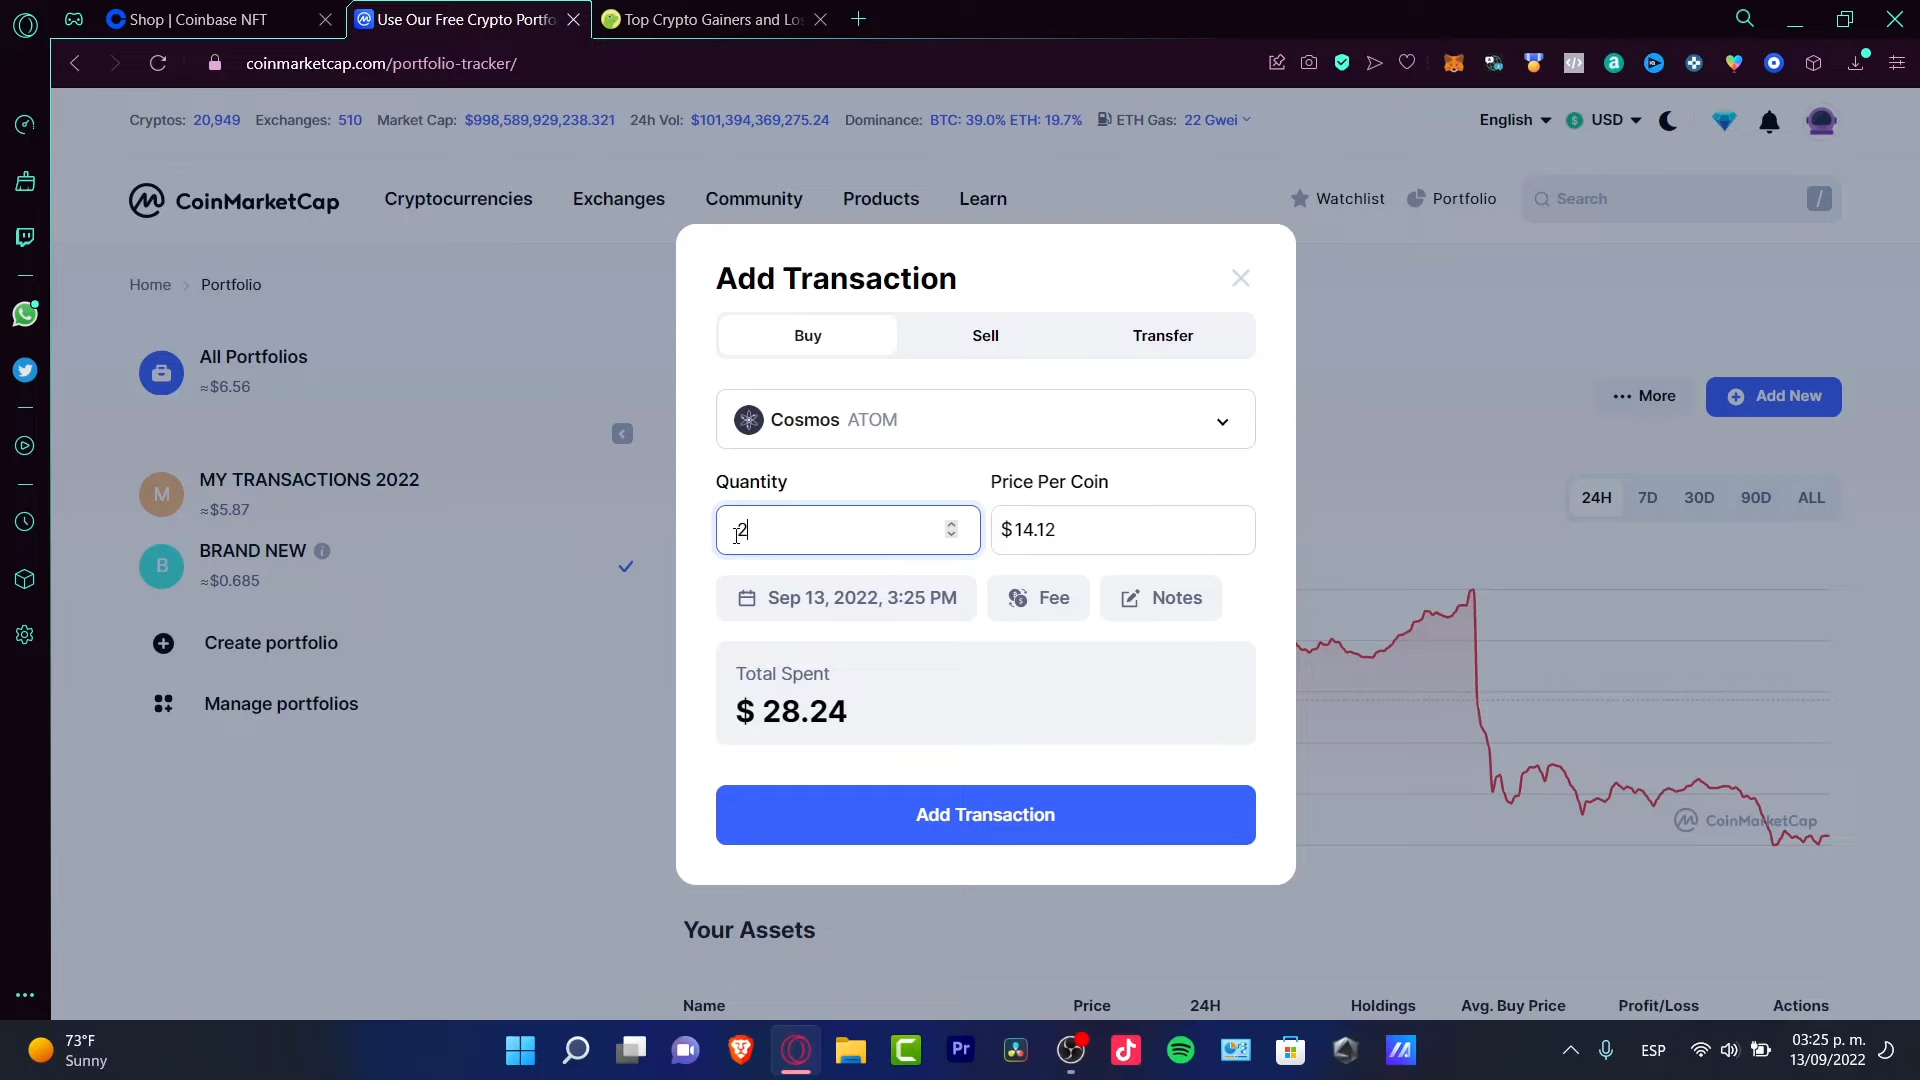 Shop | Coinbase NFT
Use Our Free Crypto Portfo
Top Crypto Gainers and Los
coinmarketcap.com/portfolio-tracker/
Cryptos: 20,949 Exchanges: 510 Market Cap: $998,589,929,238.321 24h Vol: $101,394,369,275.24 Dominance: BTC: 39.0% ETH: 19.7% ETH Gas: 22 Gwei
English
USD
CoinMarketCap
Cryptocurrencies
Exchanges
Community
Products
Learn
Watchlist
Portfolio
Search
/
Home
Portfolio
All Portfolios
≈$6.56
M
MY TRANSACTIONS 2022
≈$5.87
B
BRAND NEW
≈$0.685
Create portfolio
Manage portfolios
Add Transaction
Buy
Sell
Transfer
Cosmos ATOM
Quantity
Price Per Coin
2
$14.12
Sep 13, 2022, 3:25 PM
Fee
Notes
Total Spent
$ 28.24
Add Transaction
More
Add New
24H
7D
30D
90D
ALL
CoinMarketCap
Your Assets
Name
Price
24H
Holdings
Avg. Buy Price
Profit/Loss
Actions
73°F
Sunny
Pr
ESP
03:25 p. m.
13/09/2022